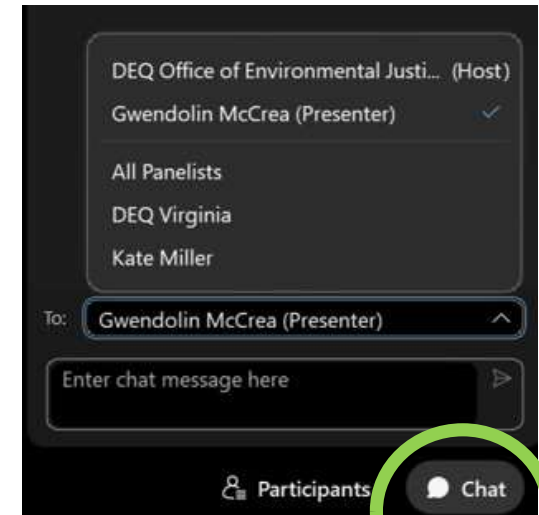 DEQ Office of Environmental Justi... (Host)
Gwendolin McCrea (Presenter)
All Panelists
DEQ Virginia
Kate Miller
To: Gwendolin McCrea (Presenter)
Enter chat message here
Participants Chat